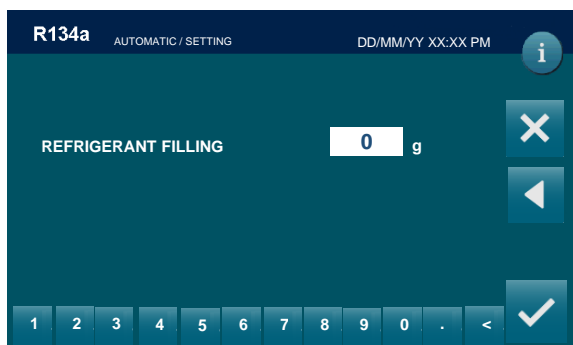 R134a AUTOMATIC / SETTING DD/MM/YY XX:XX PM
i
REFRIGERANT FILLING 0 g
1 2 3 4 5 6 7 8 9 0 . <